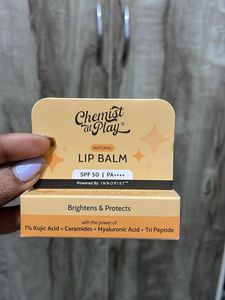 Chemist
at Play®
NATURAL
LIP BALM
SPF 50 | PA++++
Powered By INNOVIST™
Brightens & Protects
with the power of
1% Kojic Acid + Ceramides + Hyaluronic Acid + Tri Peptide